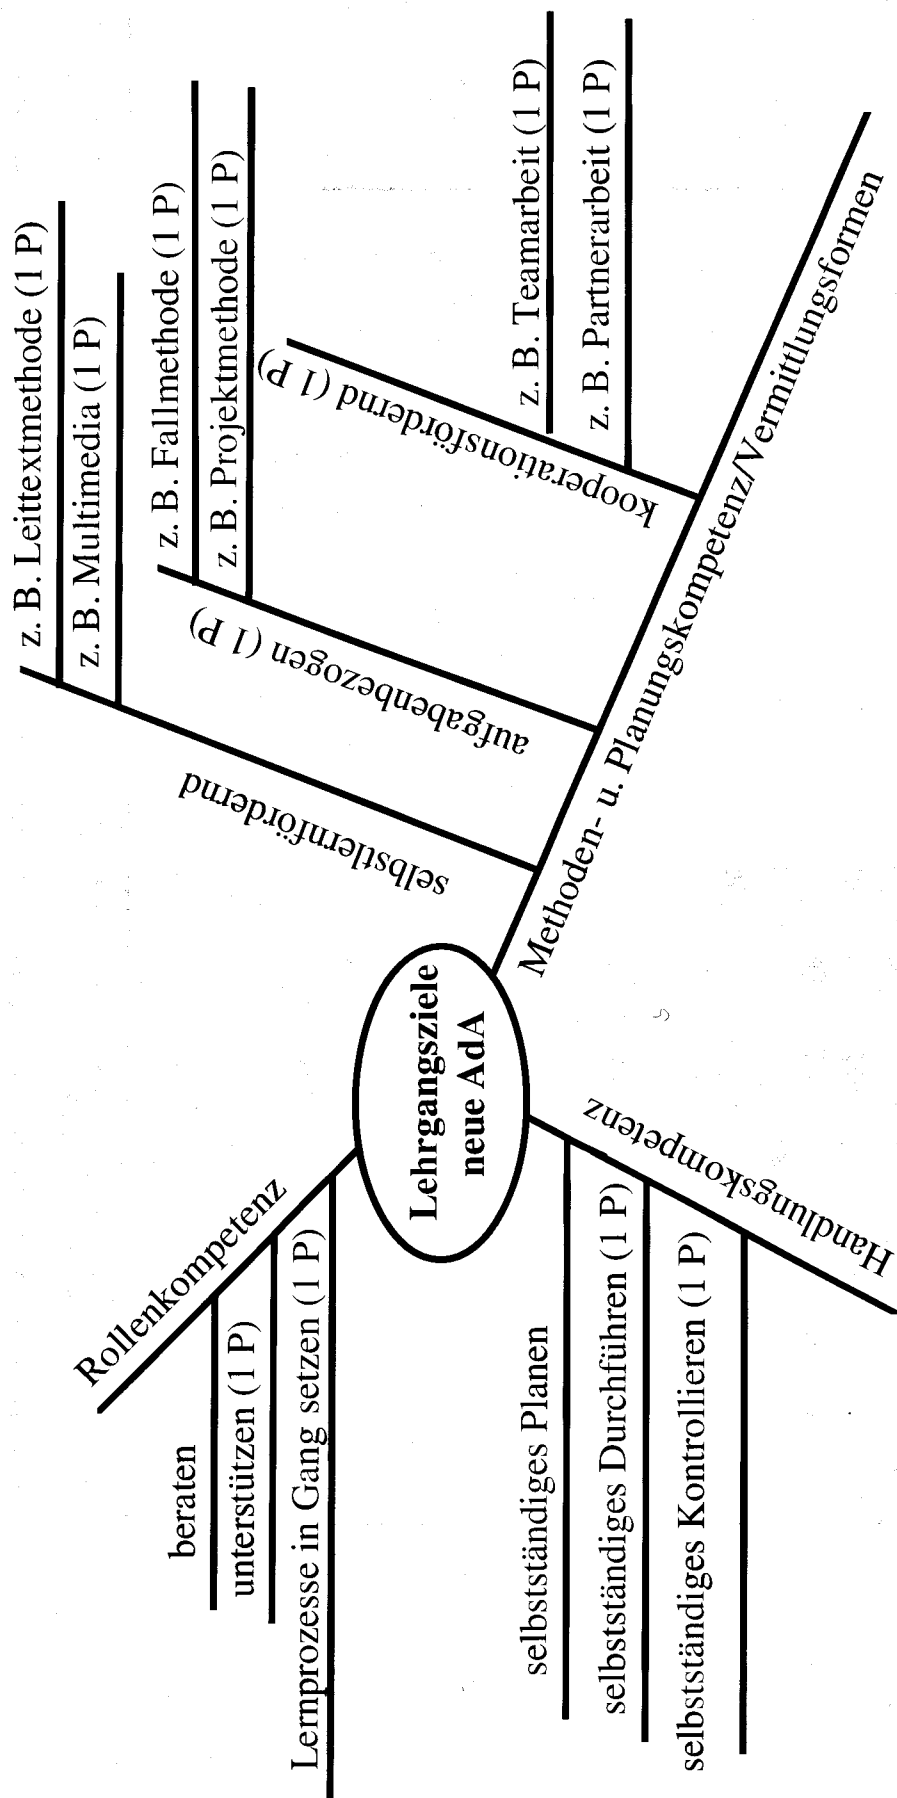 Lehrgangsziele
neue AdA
Rollenkompetenz
beraten
unterstützen (1 P)
Lernprozesse in Gang setzen (1 P)
Handlungskompetenz
selbstständiges Planen
selbstständiges Durchführen (1 P)
selbstständiges Kontrollieren (1 P)
Methoden- u. Planungskompetenz/Vermittlungsformen
selbstlernfördernd
z. B. Leittextmethode (1 P)
z. B. Multimedia (1 P)
aufgabenbezogen (1 P)
z. B. Fallmethode (1 P)
z. B. Projektmethode (1 P)
kooperationsfördernd (1 P)
z. B. Teamarbeit (1 P)
z. B. Partnerarbeit (1 P)